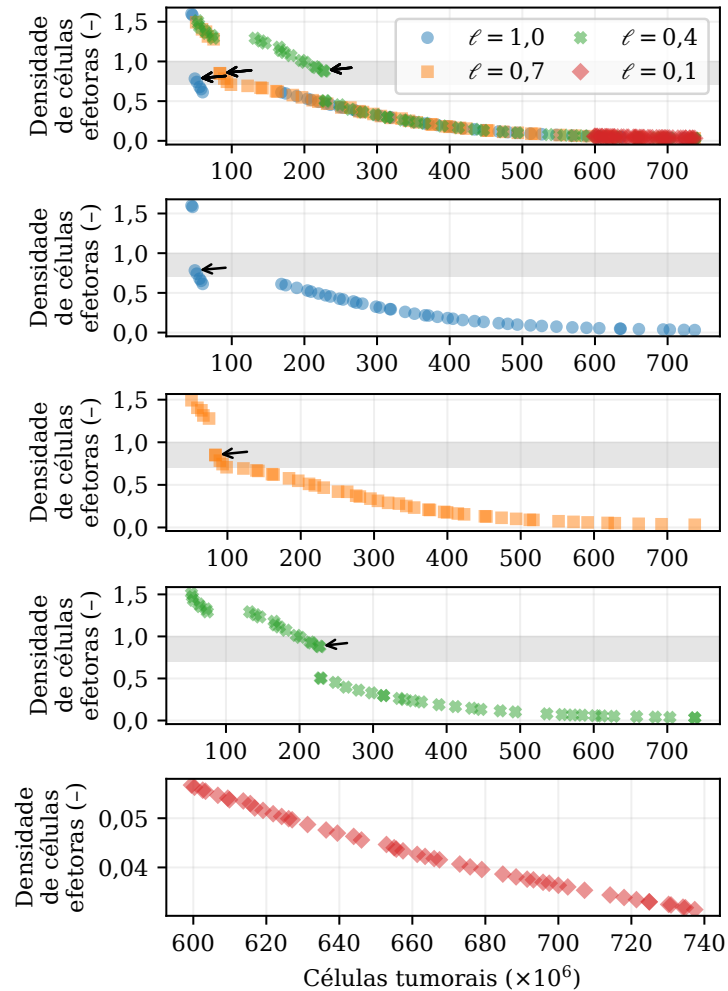 Densidade
de células
efetoras (–)
1,5
1,0
0,5
0,0
ℓ = 1,0
ℓ = 0,7
ℓ = 0,4
ℓ = 0,1
100 200 300 400 500 600 700
Densidade
de células
efetoras (–)
1,5
1,0
0,5
0,0
100 200 300 400 500 600 700
Densidade
de células
efetoras (–)
1,5
1,0
0,5
0,0
100 200 300 400 500 600 700
Densidade
de células
efetoras (–)
1,5
1,0
0,5
0,0
100 200 300 400 500 600 700
Densidade
de células
efetoras (–)
0,05
0,04
600 620 640 660 680 700 720 740
Células tumorais (×10⁶)